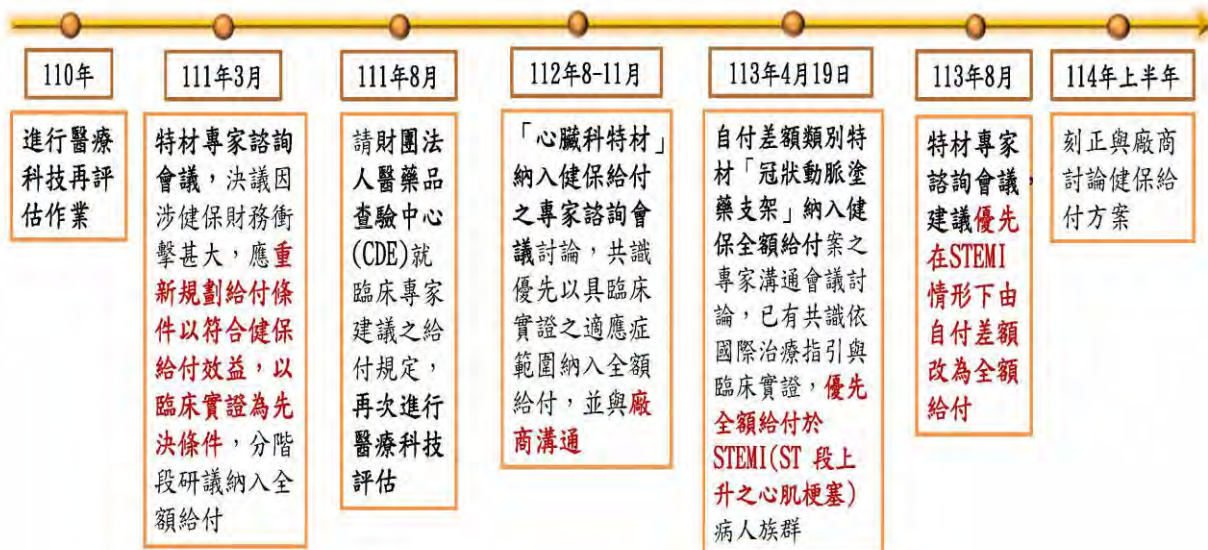 110年
進行醫療
科技再評
估作業
111年3月
特材專家諮詢
會議，決議因
涉健保財務衝
擊甚大，應重
新規劃給付條
件以符合健保
給付效益，以
臨床實證為先
決條件，分階
段研議納入全
額給付
111年8月
請財團法
人醫藥品
查驗中心
(CDE)就
臨床專家
建議之給
付規定，
再次進行
醫療科技
評估
112年8-11月
「心臟科特材」
納入健保給付
之專家諮詢會
議討論，共識
優先以具臨床
實證之適應症
範圍納入全額
給付，並與廠
商溝通
113年4月19日
自付差額類別特
材「冠狀動脈塗
藥支架」納入健
保全額給付案之
專家溝通會議討
論，已有共識依
國際治療指引與
臨床實證，優先
全額給付於
STEMI(ST 段上
升之心肌梗塞)
病人族群
113年8月
特材專家
諮詢會議，
建議優先
在STEMI
情形下由
自付差額
改為全額
給付
114年上半年
刻正與廠商
討論健保給
付方案